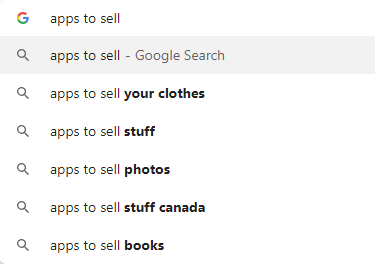 apps to sell
apps to sell - Google Search
apps to sell your clothes
apps to sell stuff
apps to sell photos
apps to sell stuff canada
apps to sell books